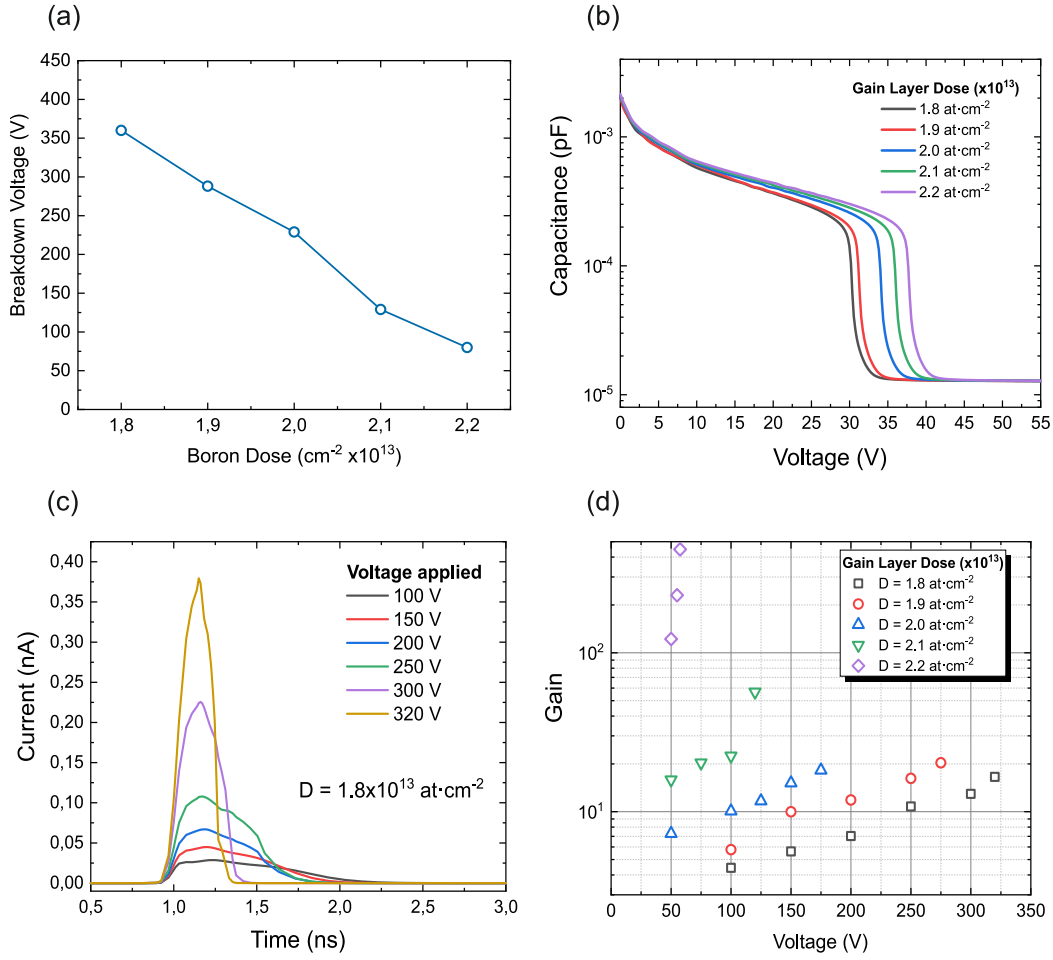 (a)
450
400
350
300
250
200
150
100
50
0
Breakdown Voltage (V)
1,8 1,9 2,0 2,1 2,2
Boron Dose (cm⁻² x10¹³)
(b)
10⁻³
10⁻⁴
10⁻⁵
Capacitance (pF)
Gain Layer Dose (x10¹³)
1.8 at·cm⁻²
1.9 at·cm⁻²
2.0 at·cm⁻²
2.1 at·cm⁻²
2.2 at·cm⁻²
0 5 10 15 20 25 30 35 40 45 50 55
Voltage (V)
(c)
0,40
0,35
0,30
0,25
0,20
0,15
0,10
0,05
0,00
Current (nA)
Voltage applied
100 V
150 V
200 V
250 V
300 V
320 V
D = 1.8x10¹³ at·cm⁻²
0,5 1,0 1,5 2,0 2,5 3,0
Time (ns)
(d)
10²
10¹
Gain
Gain Layer Dose (x10¹³)
D = 1.8 at·cm⁻²
D = 1.9 at·cm⁻²
D = 2.0 at·cm⁻²
D = 2.1 at·cm⁻²
D = 2.2 at·cm⁻²
0 50 100 150 200 250 300 350
Voltage (V)